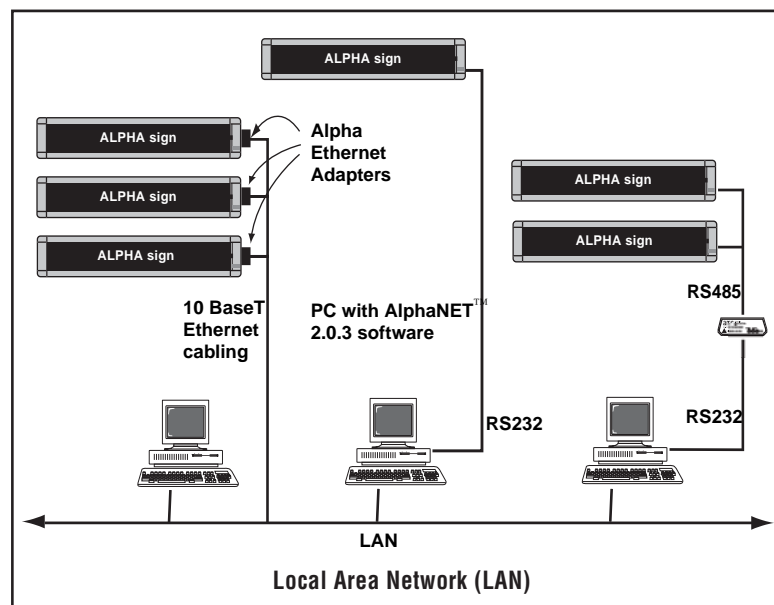 ALPHA sign
ALPHA sign
ALPHA sign
ALPHA sign
Alpha
Ethernet
Adapters
ALPHA sign
ALPHA sign
10 BaseT
Ethernet
cabling
PC with AlphaNET™
2.0.3 software
RS485
RS232
RS232
LAN
Local Area Network (LAN)